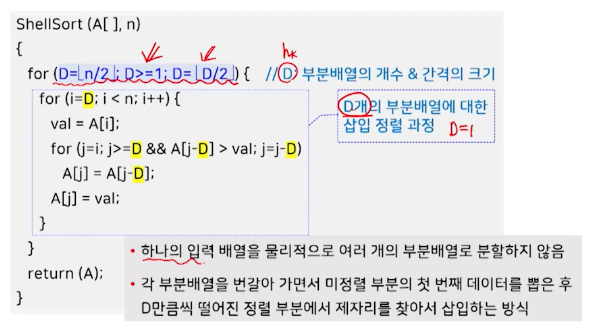 ShellSort (A[ ], n)
{
hk
for (D=⌊n/2⌋; D>=1; D=⌊D/2⌋) { //D: 부분배열의 개수 & 간격의 크기
for (i=D; i < n; i++) {
val = A[i];
for (j=i; j>=D && A[j-D] > val; j=j-D)
A[j] = A[j-D];
A[j] = val;
}
D개의 부분배열에 대한
삽입 정렬 과정 D=1
}
return (A);
}
• 하나의 입력 배열을 물리적으로 여러 개의 부분배열로 분할하지 않음
• 각 부분배열을 번갈아 가면서 미정렬 부분의 첫 번째 데이터를 뽑은 후
D만큼씩 떨어진 정렬 부분에서 제자리를 찾아서 삽입하는 방식